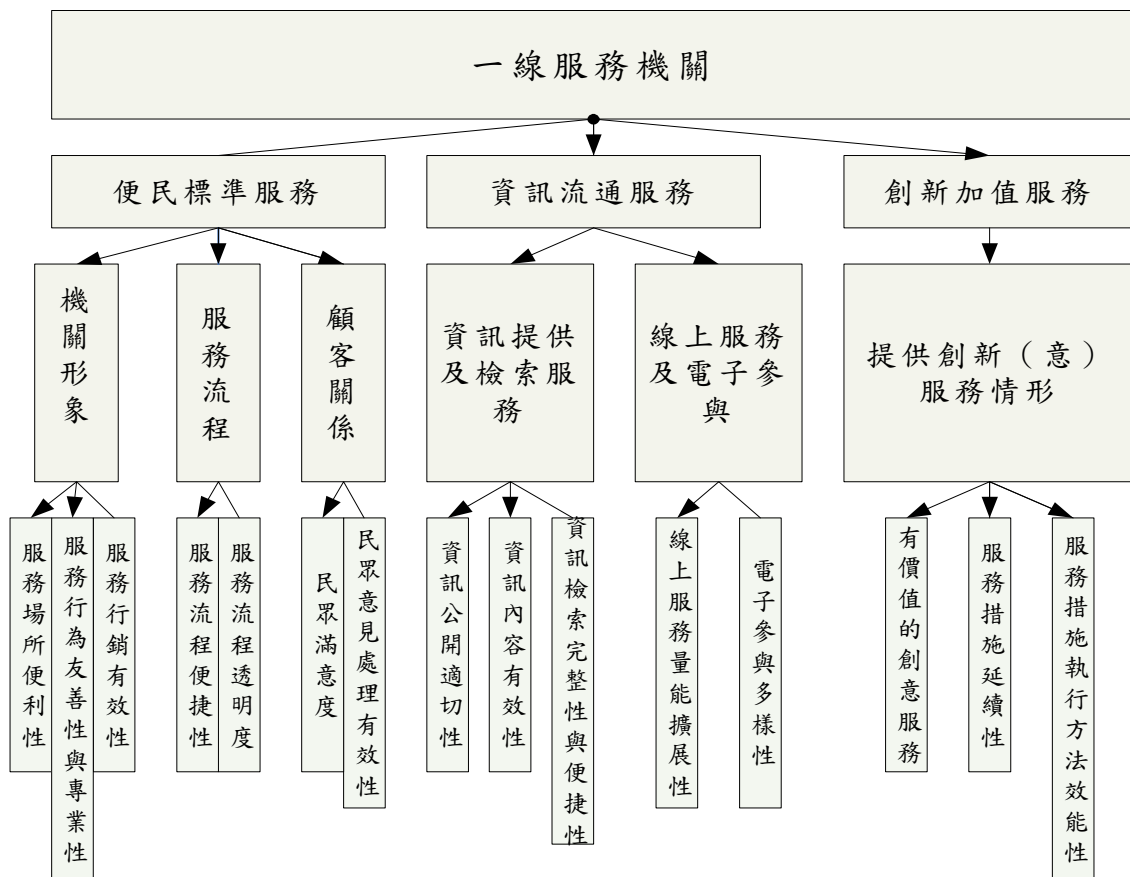 一線服務機關
便民標準服務
資訊流通服務
創新加值服務
機關形象
服務流程
顧客關係
資訊提供
及檢索服
務
線上服務
及電子參
與
提供創新（意）
服務情形
服務場所便利性
服務行為友善性與專業性
服務行銷有效性
服務流程便捷性
服務流程透明度
民眾滿意度
民眾意見處理有效性
資訊公開適切性
資訊內容有效性
資訊檢索完整性與便捷性
線上服務量能擴展性
電子參與多樣性
有價值的創意服務
服務措施延續性
服務措施執行方法效能性